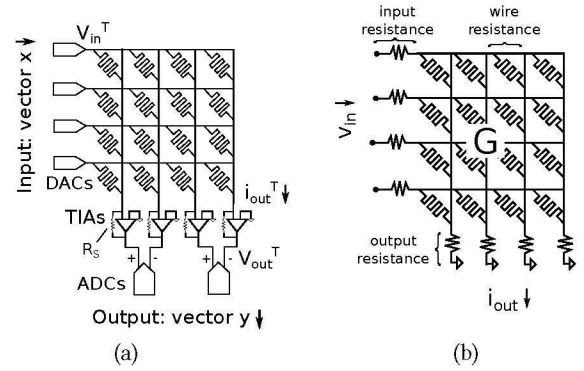 V_in^T
Input: vector x
DACs
TIAs
R_S
i_out^T
+ - + -
V_out^T
ADCs
Output: vector y
(a)
input resistance
wire resistance
V_in
G
output resistance
i_out
(b)